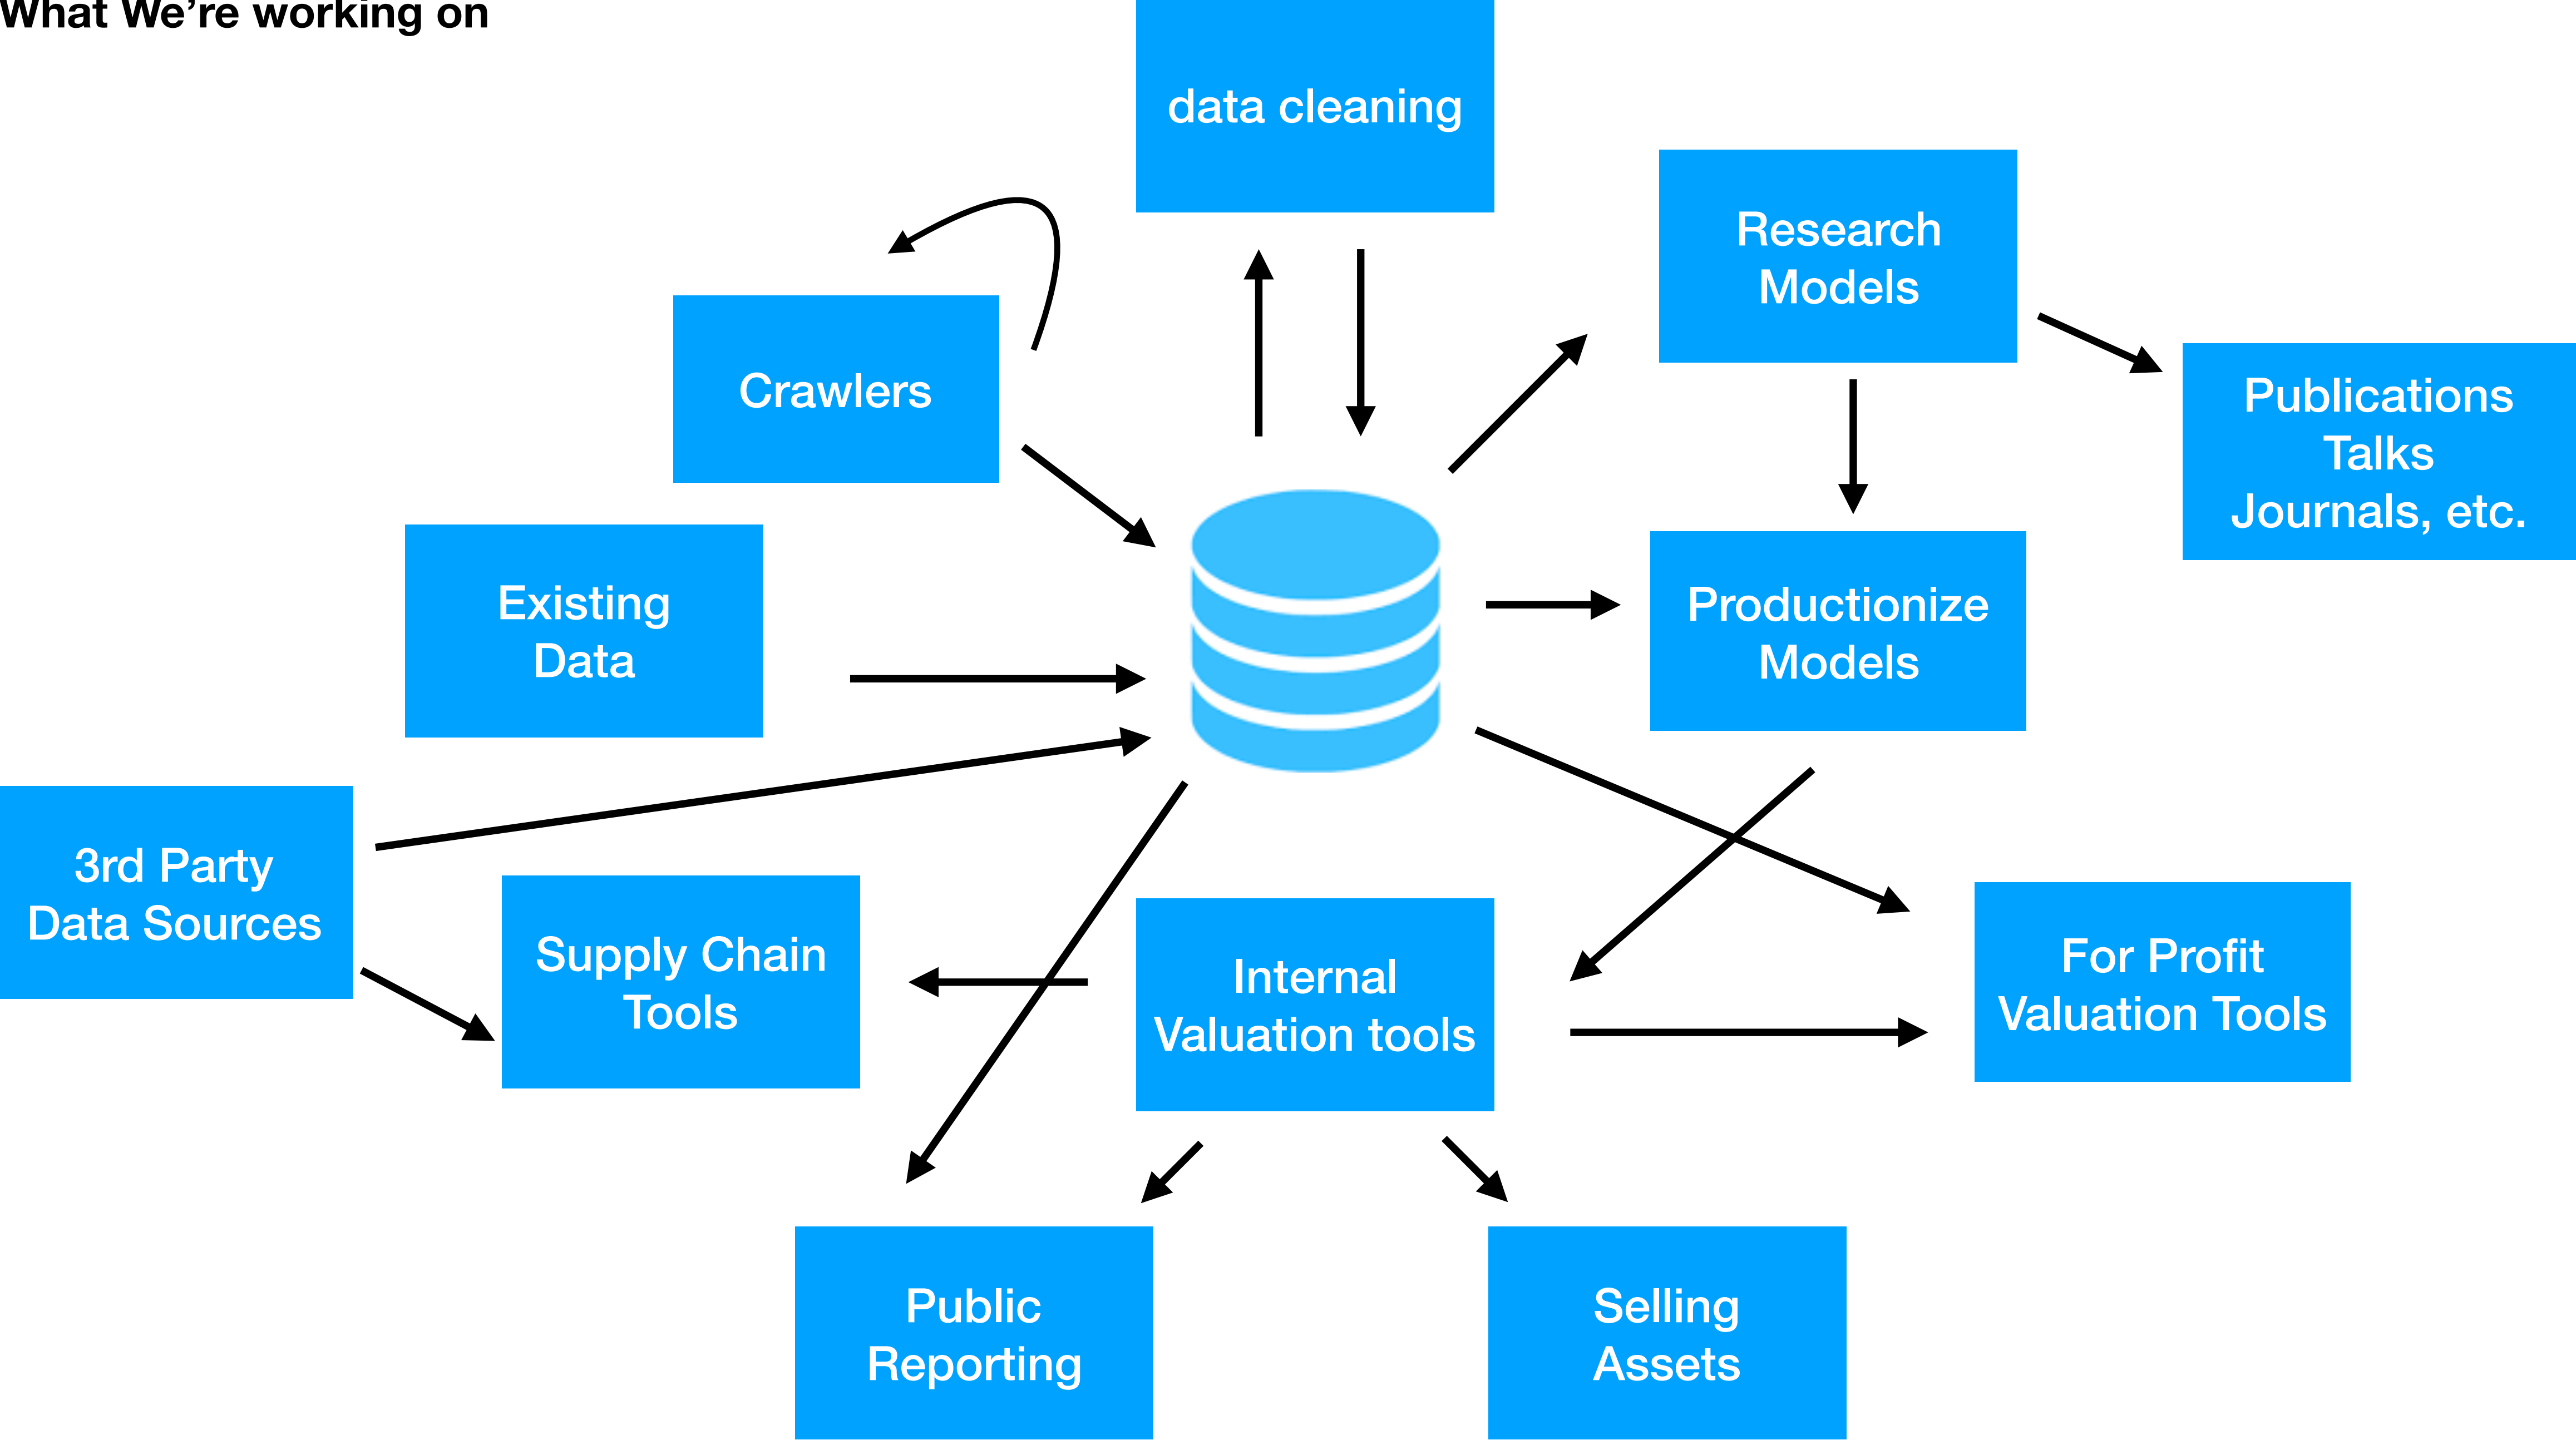 What We’re working on
data cleaning
Research
Models
Crawlers
Publications
Talks
Journals, etc.
Existing
Data
Productionize
Models
3rd Party
Data Sources
Supply Chain
Tools
Internal
Valuation tools
For Profit
Valuation Tools
Public
Reporting
Selling
Assets